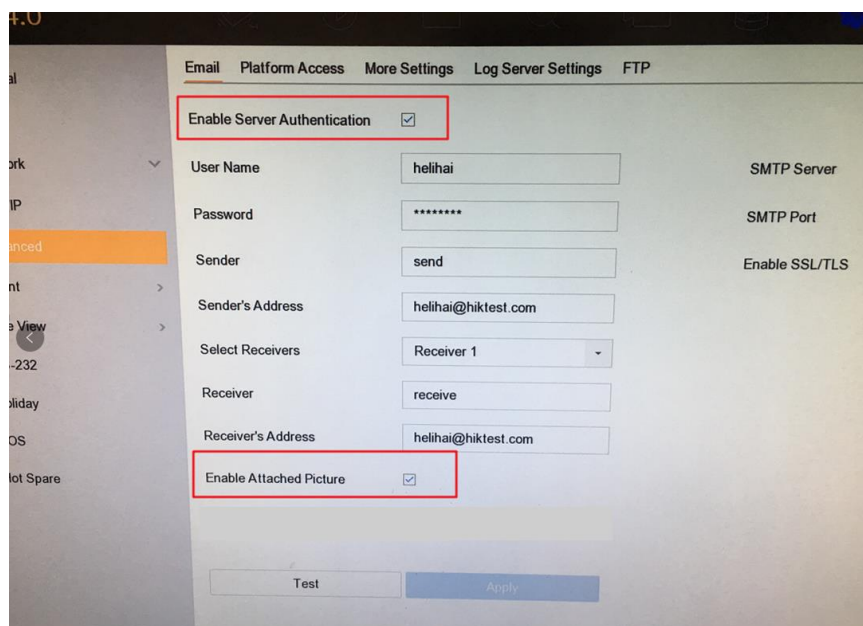 4.0
al
Email Platform Access More Settings Log Server Settings FTP
Enable Server Authentication
ork
User Name helihai SMTP Server
IP
Password ******** SMTP Port
anced
Sender send Enable SSL/TLS
nt
Sender's Address helihai@hiktest.com
e View
Select Receivers Receiver 1
-232
Receiver receive
oliday
Receiver's Address helihai@hiktest.com
OS
Enable Attached Picture
lot Spare
Test Apply